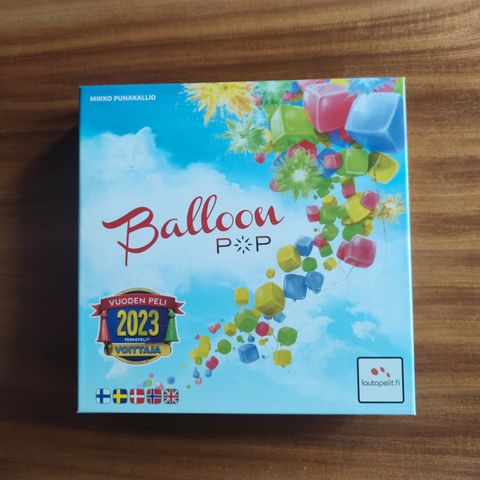 MIKKO PUNAKALLIO
Balloon
POP
VUODEN PELI
2023
PERHEPELIT
VOITTAJA
lautapelit.fi